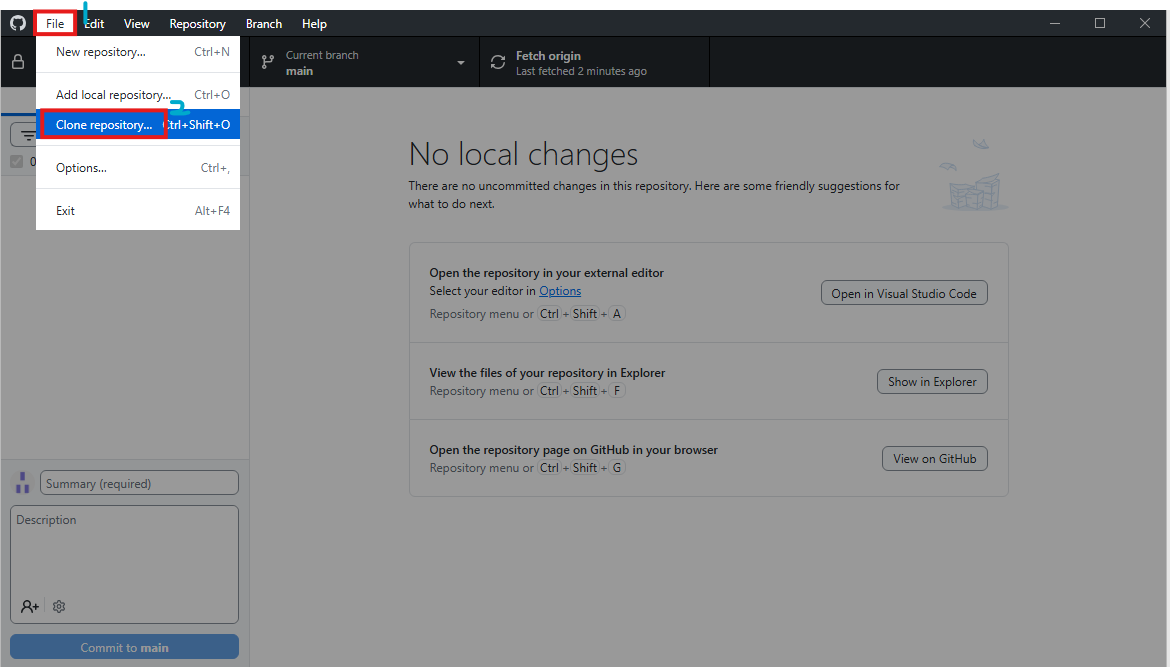 File Edit View Repository Branch Help
1
New repository... Ctrl+N
Add local repository... Ctrl+O
2
Clone repository... Ctrl+Shift+O
Options... Ctrl+,
Exit Alt+F4
Current branch
main
Fetch origin
Last fetched 2 minutes ago
0
No local changes
There are no uncommitted changes in this repository. Here are some friendly suggestions for
what to do next.
Open the repository in your external editor
Select your editor in Options
Repository menu or Ctrl + Shift + A
Open in Visual Studio Code
View the files of your repository in Explorer
Repository menu or Ctrl + Shift + F
Show in Explorer
Open the repository page on GitHub in your browser
Repository menu or Ctrl + Shift + G
View on GitHub
Summary (required)
Description
Commit to main